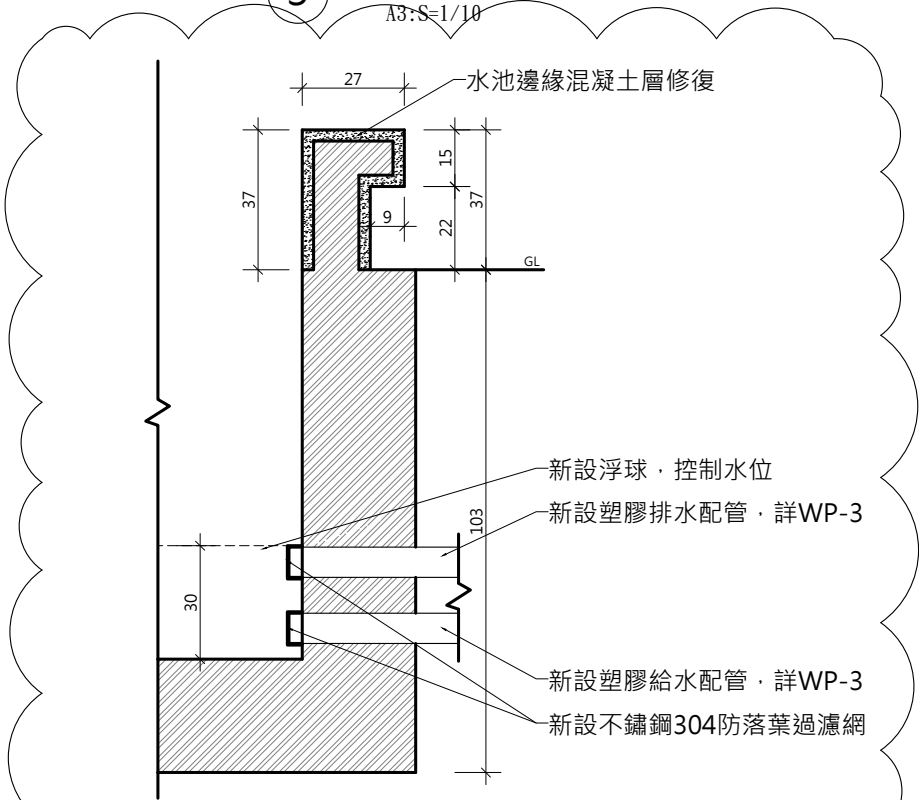 A3:S=1/10
27
水池邊緣混凝土層修復
37
15
37
9
22
GL
新設浮球，控制水位
新設塑膠排水配管，詳WP-3
103
30
新設塑膠給水配管，詳WP-3
新設不鏽鋼304防落葉過濾網